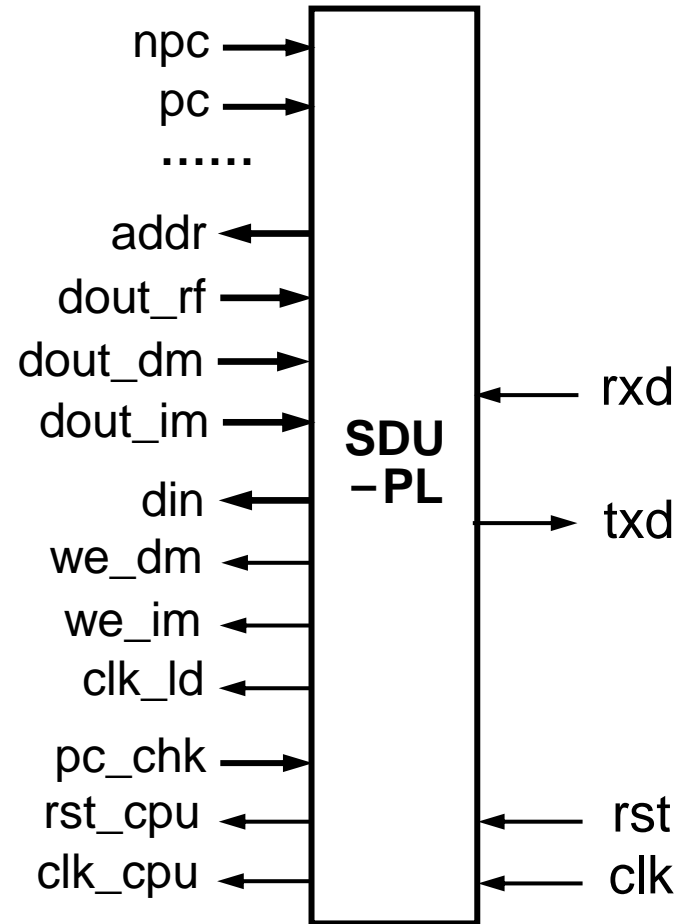 npc
pc
......
addr
dout_rf
dout_dm
dout_im
din
we_dm
we_im
clk_ld
pc_chk
rst_cpu
clk_cpu
SDU
–PL
rxd
txd
rst
clk